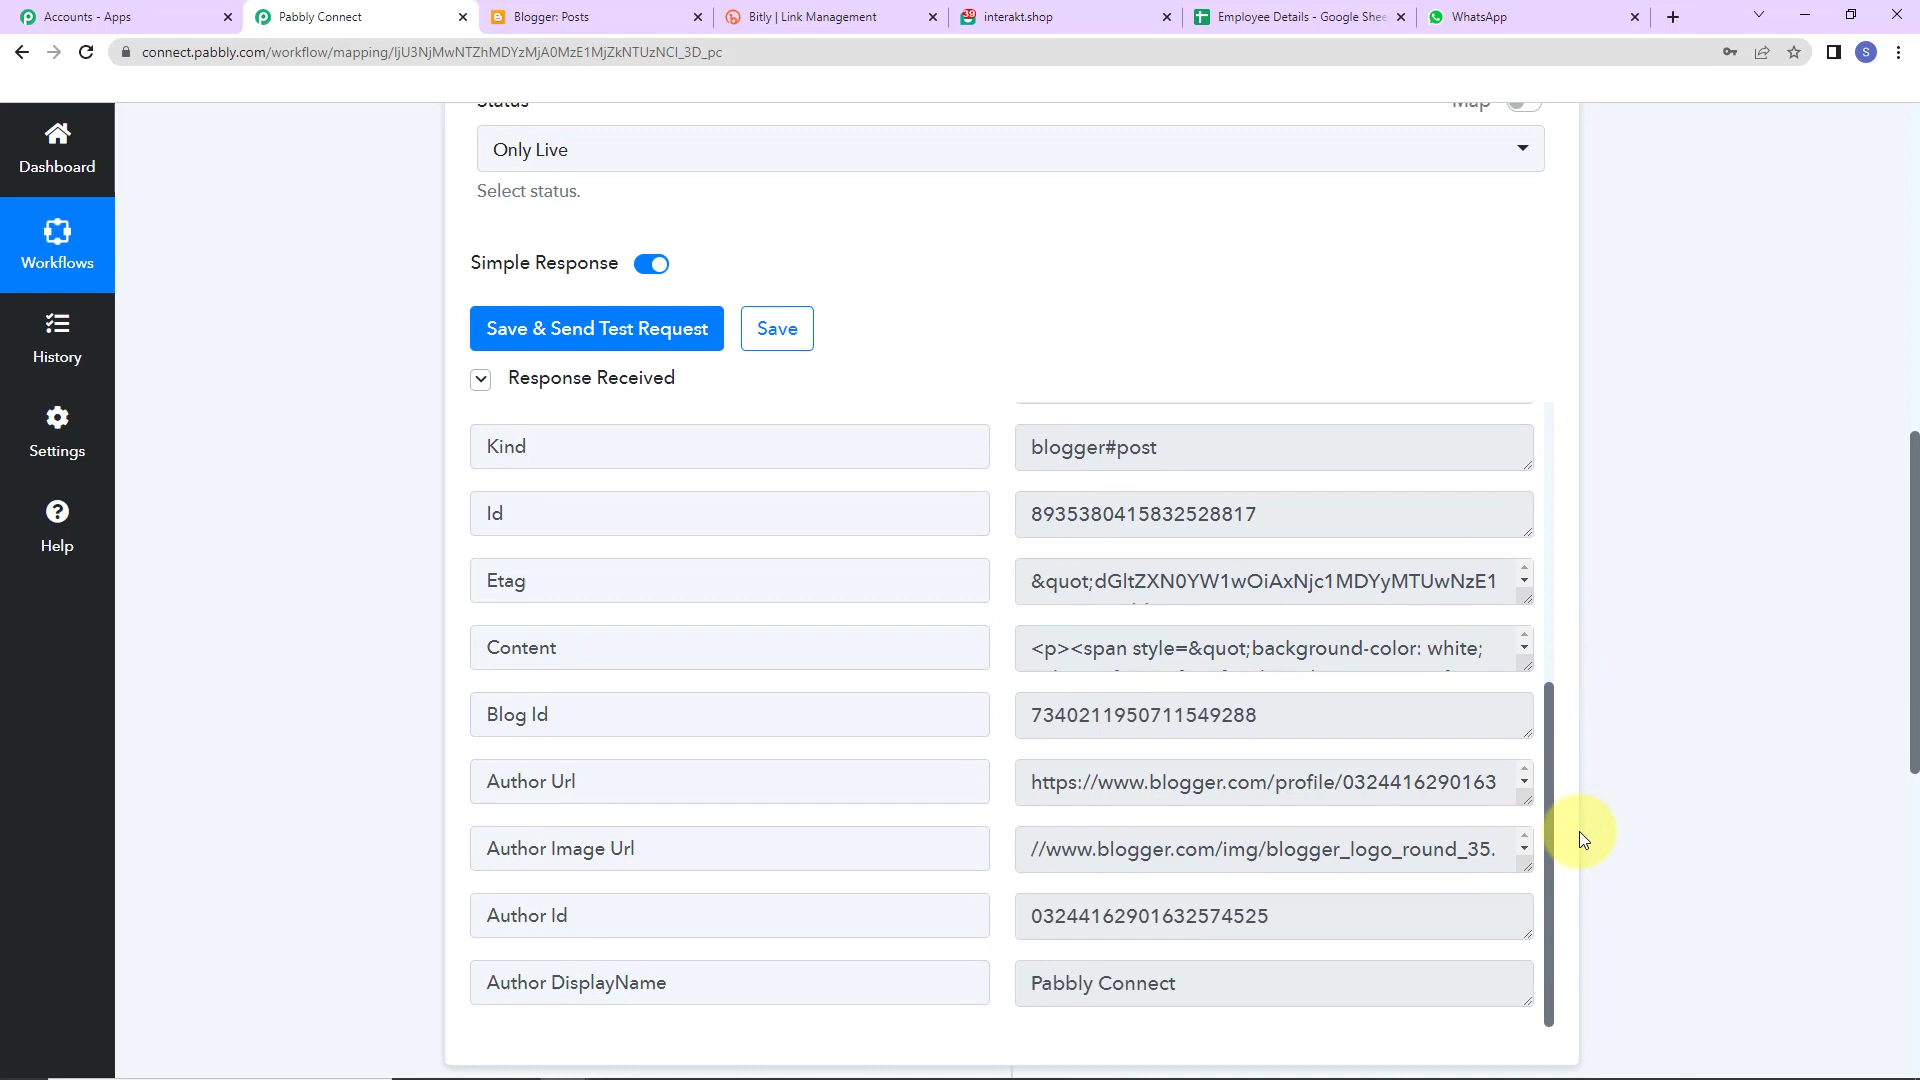 Accounts - Apps
Pabbly Connect
Blogger: Posts
Bitly | Link Management
39
interakt.shop
Employee Details - Google Shee
WhatsApp
connect.pabbly.com/workflow/mapping/IjU3NjMwNTZhMDYzMjA0MzE1MjZkNTUzNCI_3D_pc
S
Dashboard
Workflows
History
Settings
Help
Status
Map
Only Live
Select status.
Simple Response
Save & Send Test Request
Save
Response Received
Kind
blogger#post
Id
8935380415832528817
Etag
&quot;dGltZXN0YW1wOiAxNjc1MDYyMTUwNzE1
Content
<p><span style=&quot;background-color: white;
Blog Id
7340211950711549288
Author Url
https://www.blogger.com/profile/0324416290163
Author Image Url
//www.blogger.com/img/blogger_logo_round_35.
Author Id
03244162901632574525
Author DisplayName
Pabbly Connect